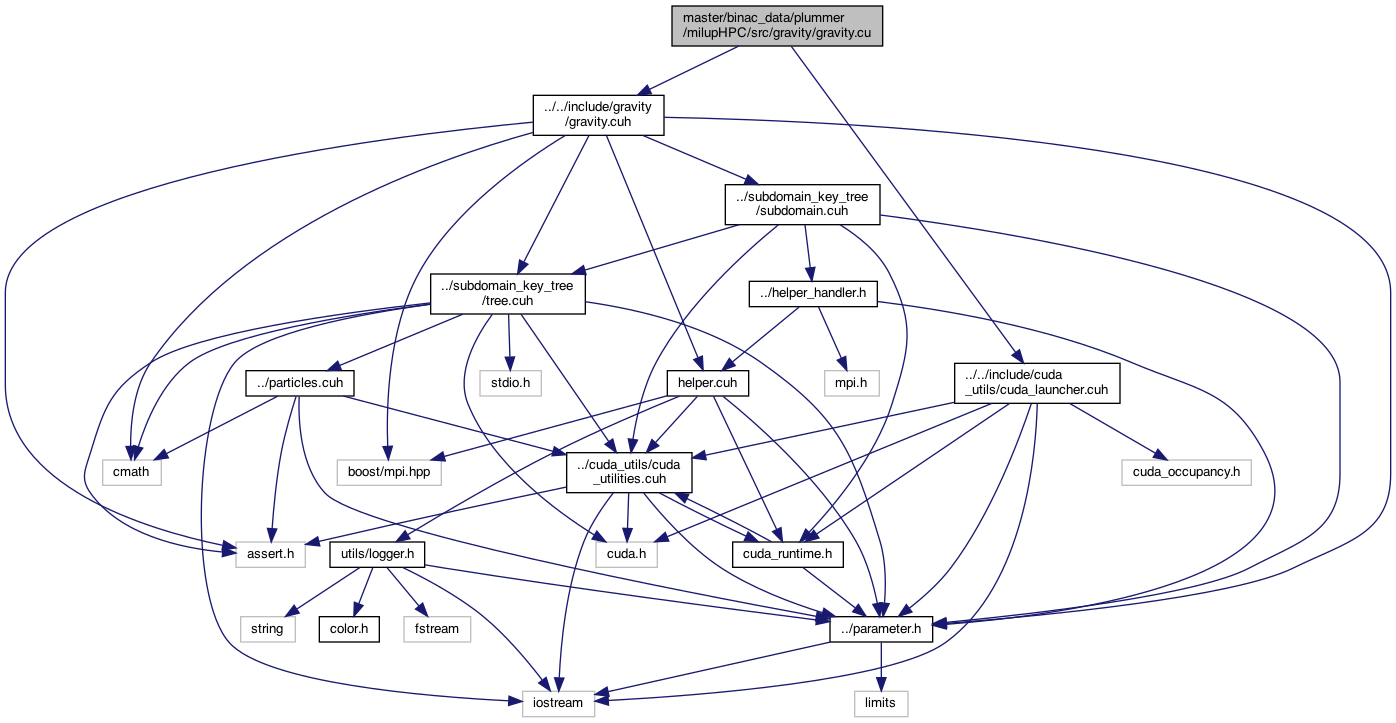 master/binac_data/plummer
/milupHPC/src/gravity/gravity.cu
../../include/gravity
/gravity.cuh
../subdomain_key_tree
/subdomain.cuh
../subdomain_key_tree
/tree.cuh
../helper_handler.h
../particles.cuh
stdio.h
helper.cuh
mpi.h
../../include/cuda
_utils/cuda_launcher.cuh
cmath
boost/mpi.hpp
../cuda_utils/cuda
_utilities.cuh
cuda_occupancy.h
assert.h
utils/logger.h
cuda.h
cuda_runtime.h
string
color.h
fstream
../parameter.h
iostream
limits